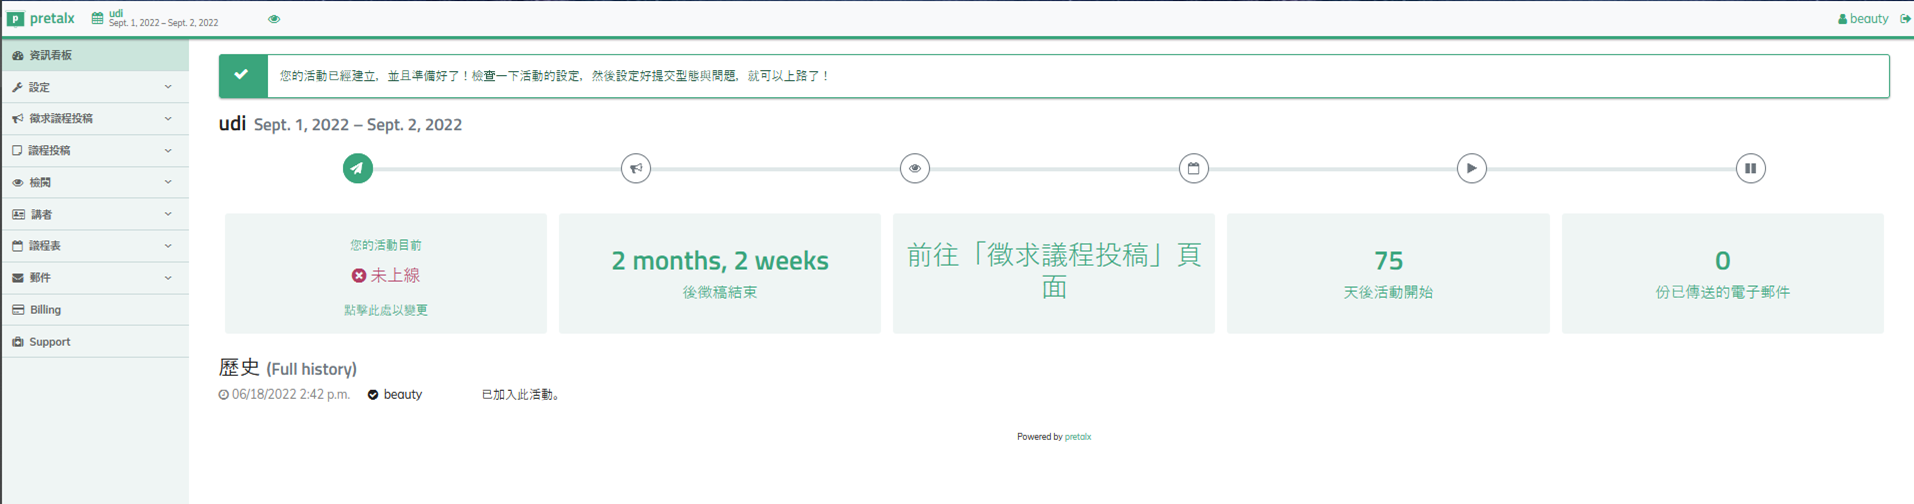 pretalx
udi
Sept. 1, 2022 – Sept. 2, 2022
beauty
資訊看板
設定
徵求議程投稿
議程投稿
檢閱
講者
議程表
郵件
Billing
Support
您的活動已經建立，並且準備好了！檢查一下活動的設定，然後設定好提交型態與問題，就可以上路了！
udi Sept. 1, 2022 – Sept. 2, 2022
您的活動目前
未上線
點擊此處以變更
2 months, 2 weeks
後徵稿結束
前往「徵求議程投稿」頁
面
75
天後活動開始
0
份已傳送的電子郵件
歷史 (Full history)
06/18/2022 2:42 p.m. beauty 已加入此活動。
Powered by pretalx